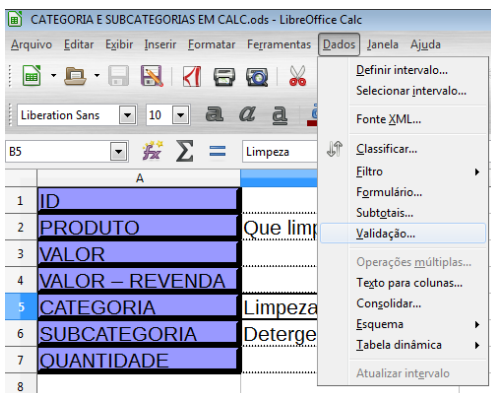 CATEGORIA E SUBCATEGORIAS EM CALC.ods - LibreOffice Calc
Arquivo Editar Exibir Inserir Formatar Ferramentas Dados Janela Ajuda
Liberation Sans 10 a a a
B5 Limpeza
A
1 ID
2 PRODUTO Que limp
3 VALOR
4 VALOR – REVENDA
5 CATEGORIA Limpeza
6 SUBCATEGORIA Deterge
7 QUANTIDADE
8
Definir intervalo...
Selecionar intervalo...
Fonte XML...
Classificar...
Filtro
Formulário...
Subtotais...
Validação...
Operações múltiplas...
Texto para colunas...
Consolidar...
Esquema
Tabela dinâmica
Atualizar intervalo